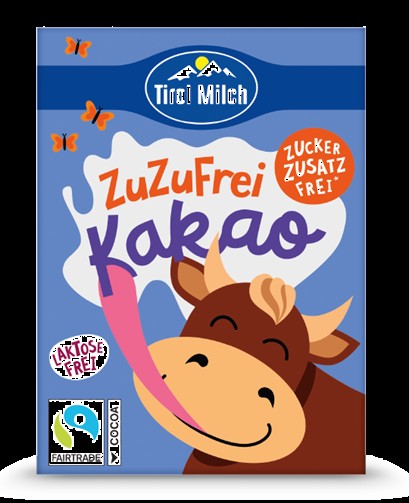 Tirol Milch
ZuZuFrei
Kakao
ZUCKER
ZUSATZ
FREI*
LAKTOSE
FREI
FAIRTRADE
COCOA